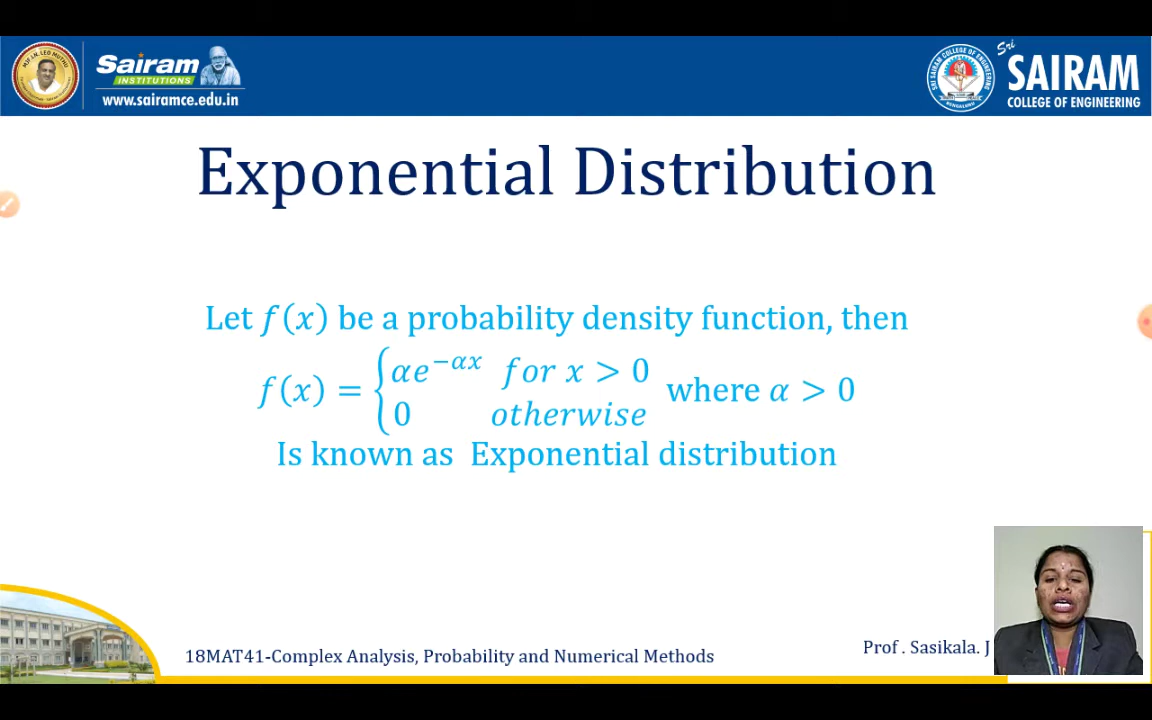 Sairam
INSTITUTIONS
www.sairamce.edu.in
Sri
SAIRAM
COLLEGE OF ENGINEERING
Exponential Distribution
Let f(x) be a probability density function, then
f(x) = {αe^{−αx} for x > 0
0 otherwise
where α > 0
Is known as Exponential distribution
18MAT41-Complex Analysis, Probability and Numerical Methods
Prof . Sasikala. J